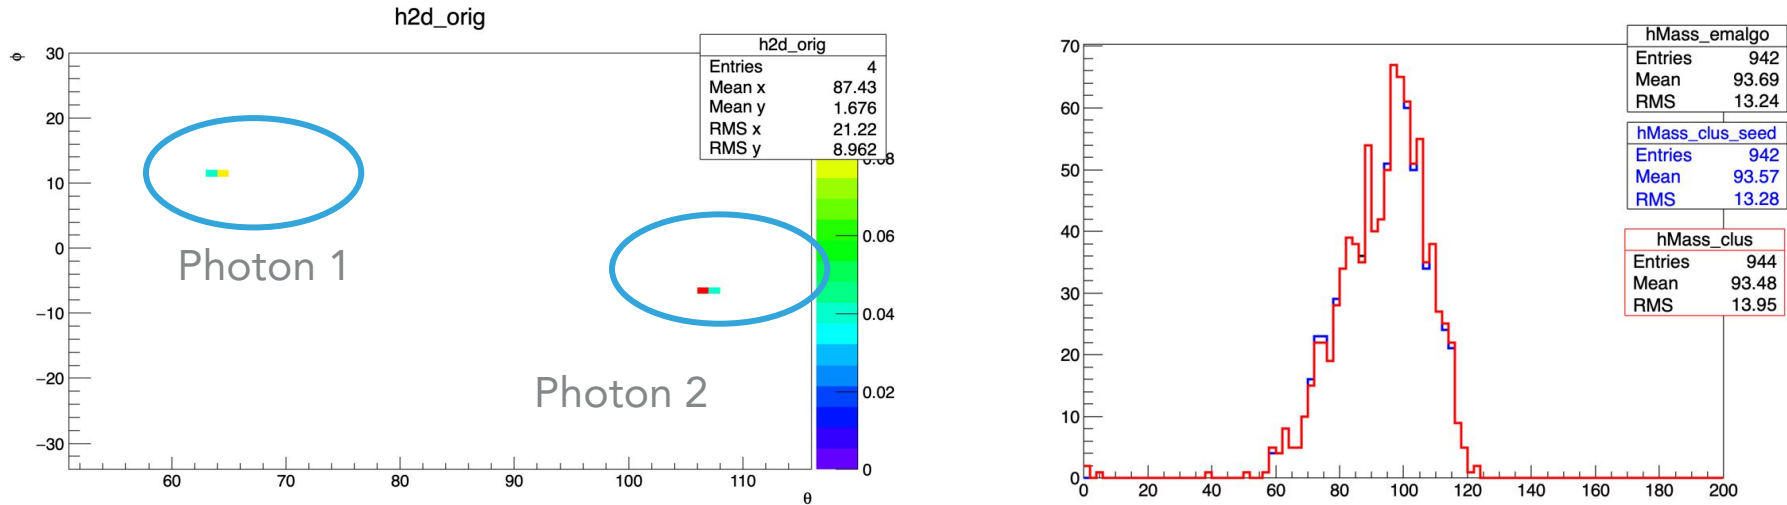 h2d_orig
h2d_orig
Entries 4
Mean x 87.43
Mean y 1.676
RMS x 21.22
RMS y 8.962
ϕ
30
20
10
0
−10
−20
−30
60 70 80 90 100 110
θ
Photon 1
Photon 2
0.08
0.06
0.04
0.02
0
hMass_emalgo
Entries 942
Mean 93.69
RMS 13.24
hMass_clus_seed
Entries 942
Mean 93.57
RMS 13.28
hMass_clus
Entries 944
Mean 93.48
RMS 13.95
70
60
50
40
30
20
10
0
0 20 40 60 80 100 120 140 160 180 200